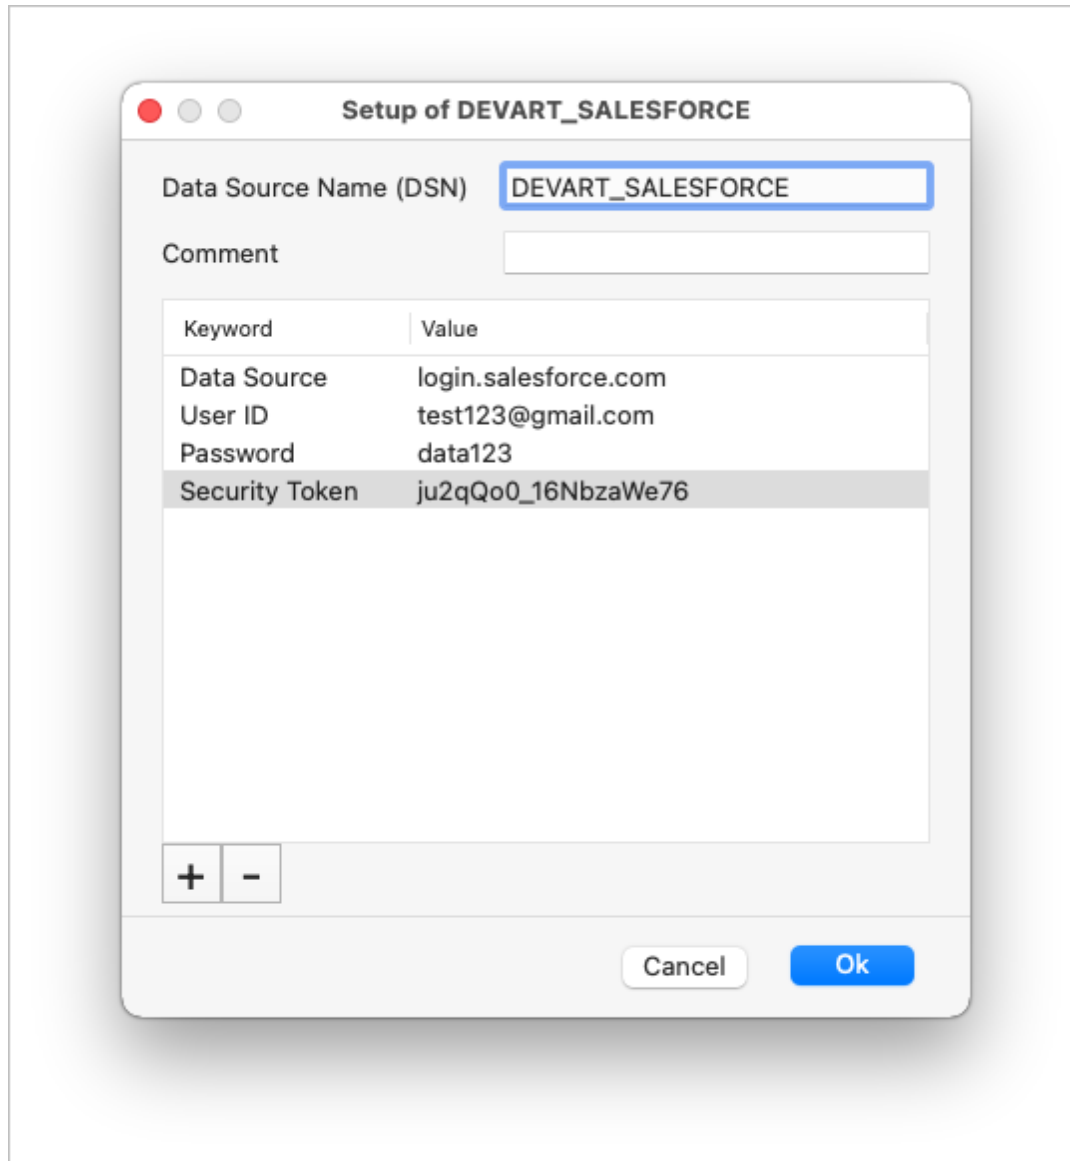 Setup of DEVART_SALESFORCE
Data Source Name (DSN) DEVART_SALESFORCE
Comment
Keyword Value
Data Source login.salesforce.com
User ID test123@gmail.com
Password data123
Security Token ju2qQo0_16NbzaWe76
+ -
Cancel Ok